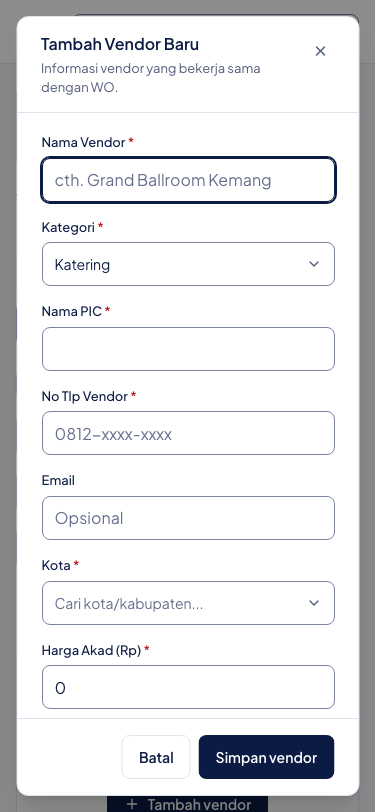 Tambah Vendor Baru
Informasi vendor yang bekerja sama
dengan WO.
Nama Vendor *
cth. Grand Ballroom Kemang
Kategori *
Katering
Nama PIC *
No Tlp Vendor *
0812–xxxx-xxxx
Email
Opsional
Kota *
Cari kota/kabupaten...
Harga Akad (Rp) *
0
Batal
Simpan vendor
+ Tambah vendor